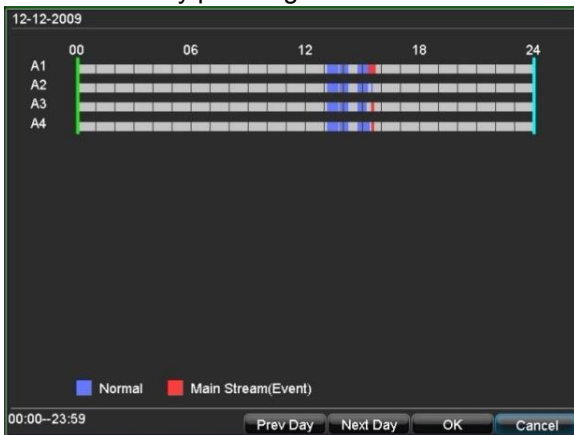 12-12-2009
00 06 12 18 24
A1
A2
A3
A4
Normal Main Stream(Event)
00:00--23:59 Prev Day Next Day OK Cancel